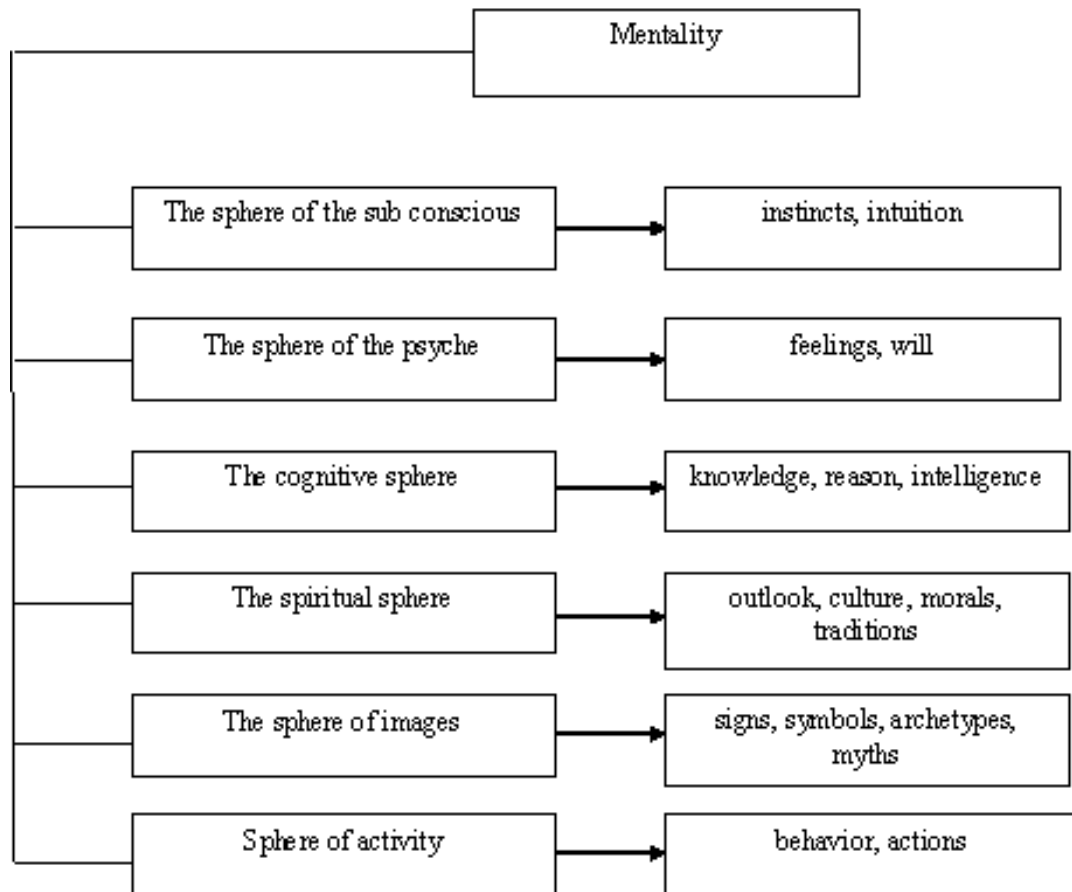 Mentality
The sphere of the sub conscious
instincts, intuition
The sphere of the psyche
feelings, will
The cognitive sphere
knowledge, reason, intelligence
The spiritual sphere
outlook, culture, morals,
traditions
The sphere of images
signs, symbols, archetypes,
myths
Sphere of activity
behavior, actions